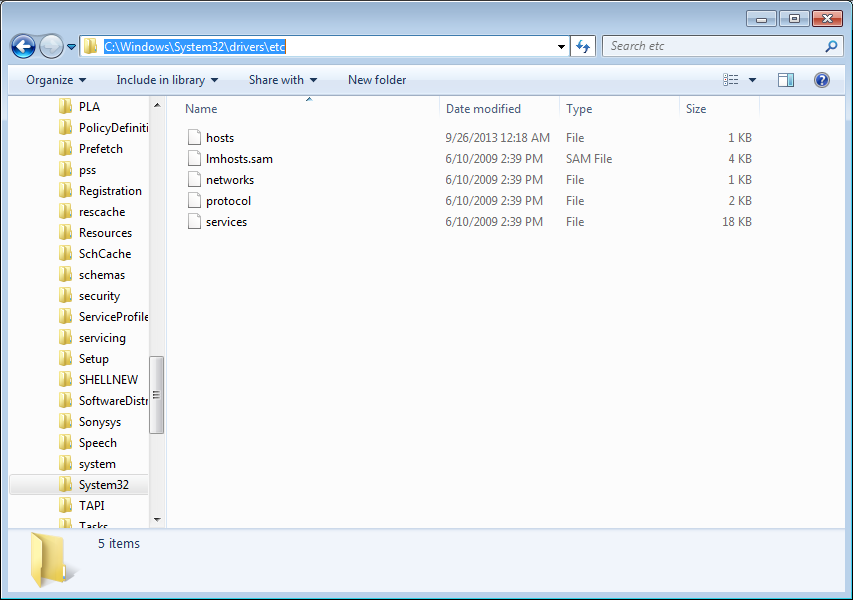 C:\Windows\System32\drivers\etc
Search etc
Organize
Include in library
Share with
New folder
PLA
PolicyDefiniti
Prefetch
pss
Registration
rescache
Resources
SchCache
schemas
security
ServiceProfile
servicing
Setup
SHELLNEW
SoftwareDistr
Sonysys
Speech
system
System32
TAPI
Tasks
Name Date modified Type Size
hosts 9/26/2013 12:18 AM File 1 KB
lmhosts.sam 6/10/2009 2:39 PM SAM File 4 KB
networks 6/10/2009 2:39 PM File 1 KB
protocol 6/10/2009 2:39 PM File 2 KB
services 6/10/2009 2:39 PM File 18 KB
5 items